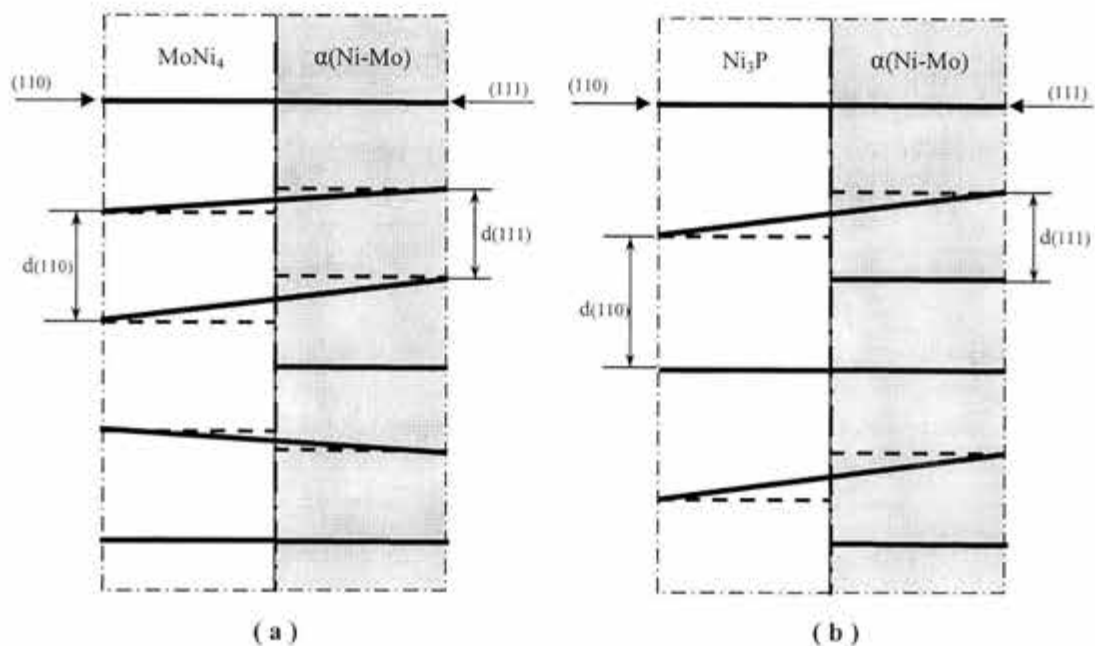 MoNi₄ α(Ni-Mo)
(110) (111)
d(110) d(111)
( a )
Ni₃P α(Ni-Mo)
(110) (111)
d(110) d(111)
( b )